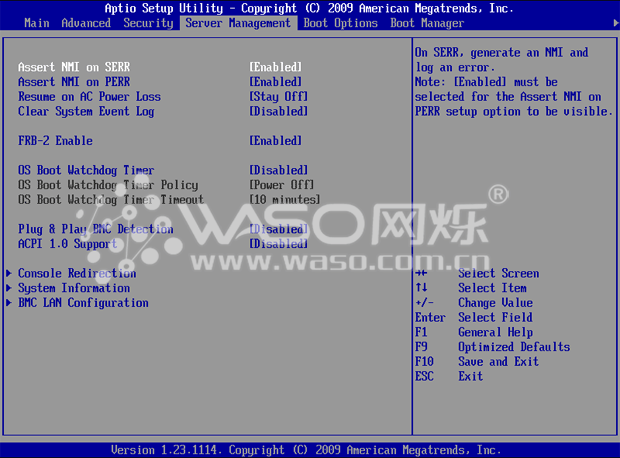 Aptio Setup Utility - Copyright (C) 2009 American Megatrends, Inc.
Main Advanced Security Server Management Boot Options Boot Manager
Assert NMI on SERR [Enabled]
Assert NMI on PERR [Enabled]
Resume on AC Power Loss [Stay Off]
Clear System Event Log [Disabled]
FRB-2 Enable [Enabled]
OS Boot Watchdog Timer [Disabled]
OS Boot Watchdog Timer Policy [Power Off]
OS Boot Watchdog Timer Timeout [10 minutes]
Plug & Play BMC Detection [Disabled]
ACPI 1.0 Support [Disabled]
Console Redirection
System Information
BMC LAN Configuration
On SERR, generate an NMI and
log an error.
Note: [Enabled] must be
selected for the Assert NMI on
PERR setup option to be visible.
→← Select Screen
↑↓ Select Item
+/- Change Value
Enter Select Field
F1 General Help
F9 Optimized Defaults
F10 Save and Exit
ESC Exit
WASO网烁®
www.waso.com.cn
Version 1.23.1114. Copyright (C) 2009 American Megatrends, Inc.